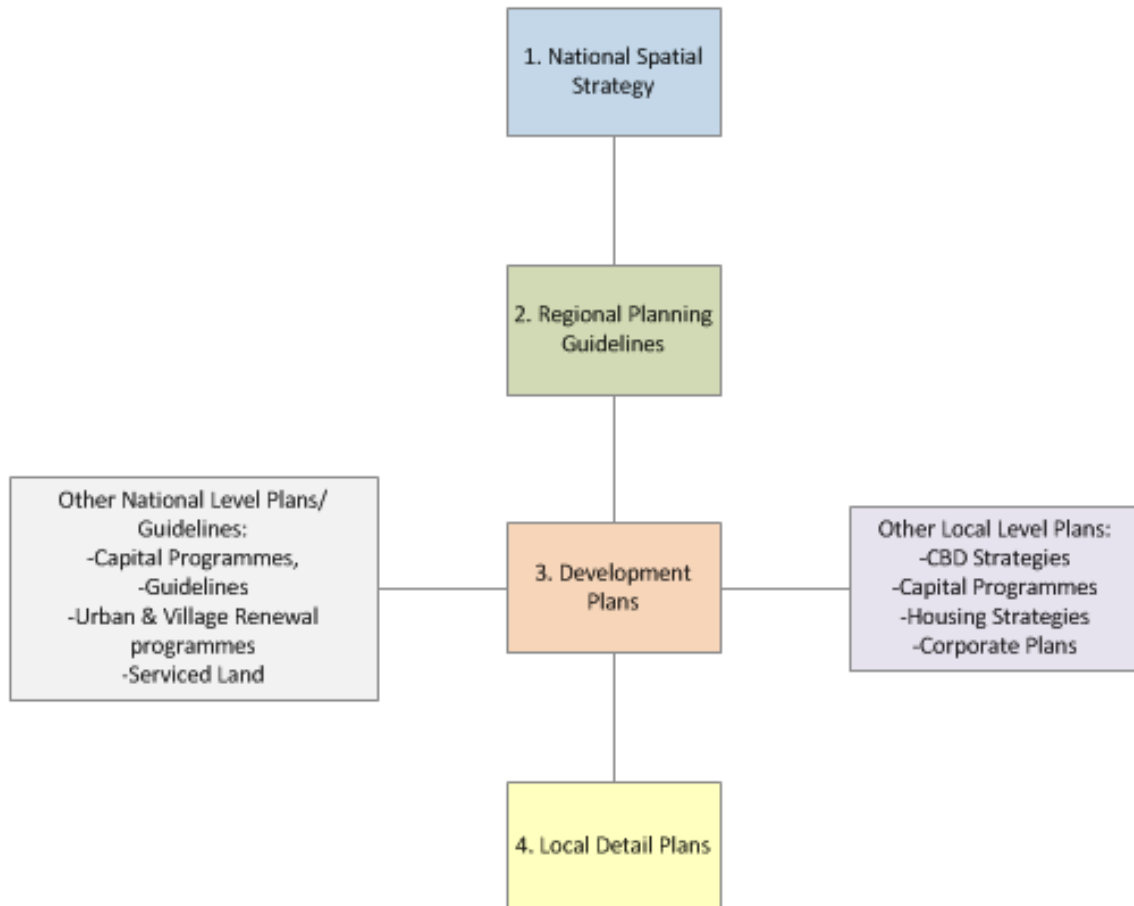 1. National Spatial
Strategy
2. Regional Planning
Guidelines
Other National Level Plans/
Guidelines:
-Capital Programmes,
-Guidelines
-Urban & Village Renewal
programmes
-Serviced Land
3. Development
Plans
Other Local Level Plans:
-CBD Strategies
-Capital Programmes
-Housing Strategies
-Corporate Plans
4. Local Detail Plans